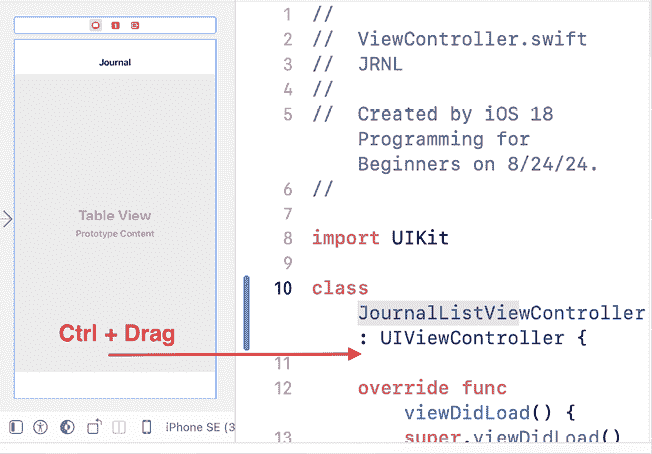 Journal
Table View
Prototype Content
Ctrl + Drag
iPhone SE (3
1 //
2 // ViewController.swift
3 // JRNL
4 //
5 // Created by iOS 18
Programming for
Beginners on 8/24/24.
6 //
7
8 import UIKit
9
10 class
JournalListViewController
: UIViewController {
11
12 override func
viewDidLoad() {
13 super.viewDidLoad()